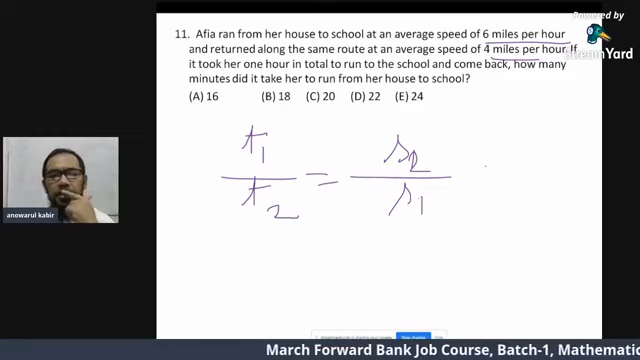 Powered by
StreamYard
11. Afia ran from her house to school at an average speed of 6 miles per hour
and returned along the same route at an average speed of 4 miles per hour. If
it took her one hour in total to run to the school and come back, how many
minutes did it take her to run from her house to school?
(A) 16 (B) 18 (C) 20 (D) 22 (E) 24
t1 / t2 = s2 / s1
anowarul kabir
March Forward Bank Job Course, Batch-1, Mathematic